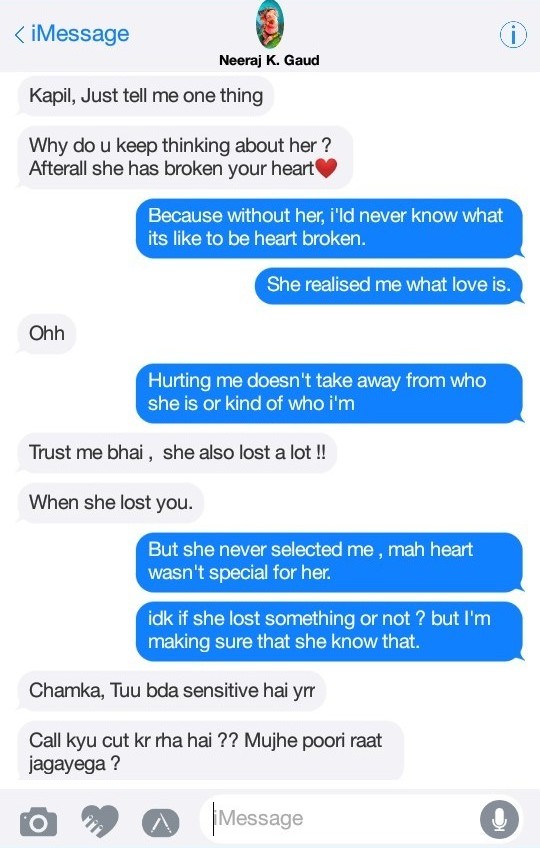 iMessage
Neeraj K. Gaud
Kapil, Just tell me one thing
Why do u keep thinking about her ?
Afterall she has broken your heart❤️
Because without her, i'ld never know what
its like to be heart broken.
She realised me what love is.
Ohh
Hurting me doesn't take away from who
she is or kind of who i'm
Trust me bhai , she also lost a lot !!
When she lost you.
But she never selected me , mah heart
wasn't special for her.
idk if she lost something or not ? but I'm
making sure that she know that.
Chamka, Tuu bda sensitive hai yrr
Call kyu cut kr rha hai ?? Mujhe poori raat
jagayega ?
iMessage